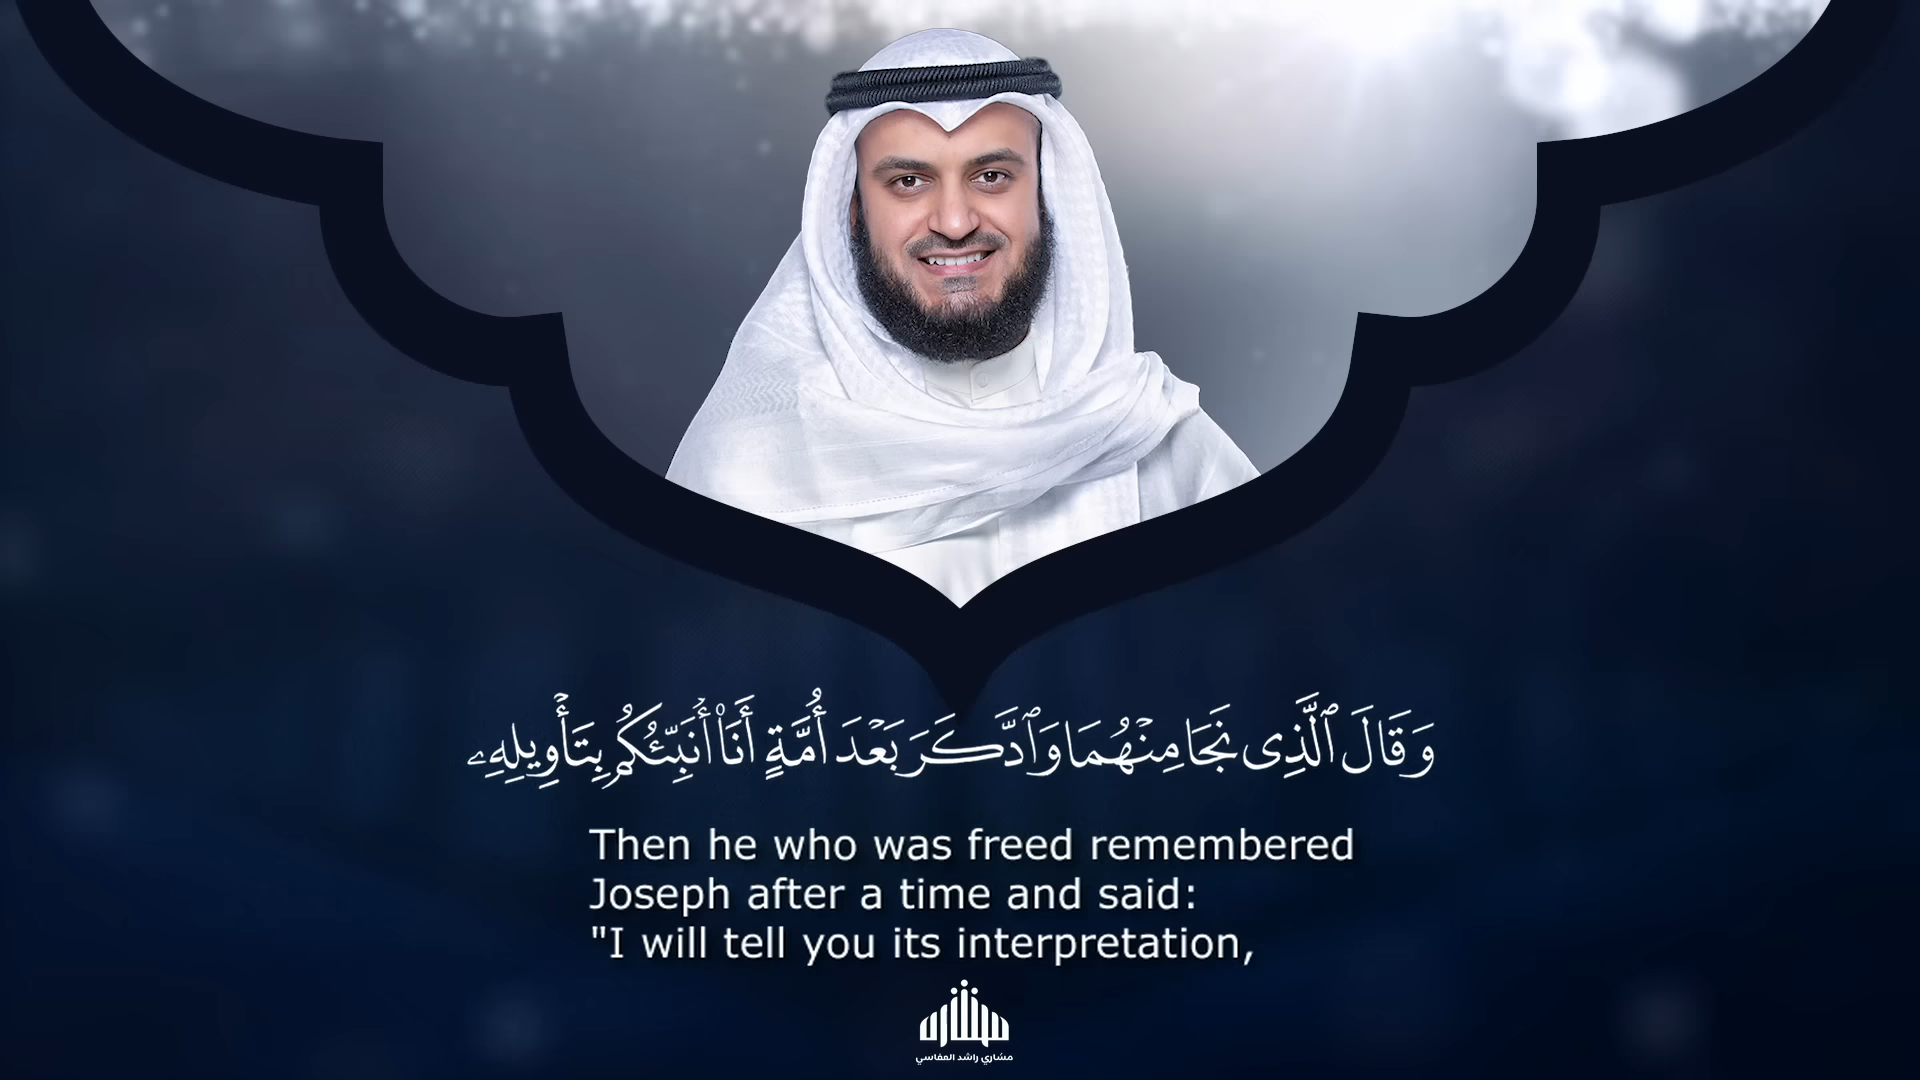 وَقَالَ ٱلَّذِى نَجَا مِنْهُمَا وَٱدَّكَرَ بَعْدَ أُمَّةٍ أَنَا۠ أُنَبِّئُكُم بِتَأْوِيلِهِۦ
Then he who was freed remembered
Joseph after a time and said:
"I will tell you its interpretation,
مشاري
مشاري راشد العفاسي